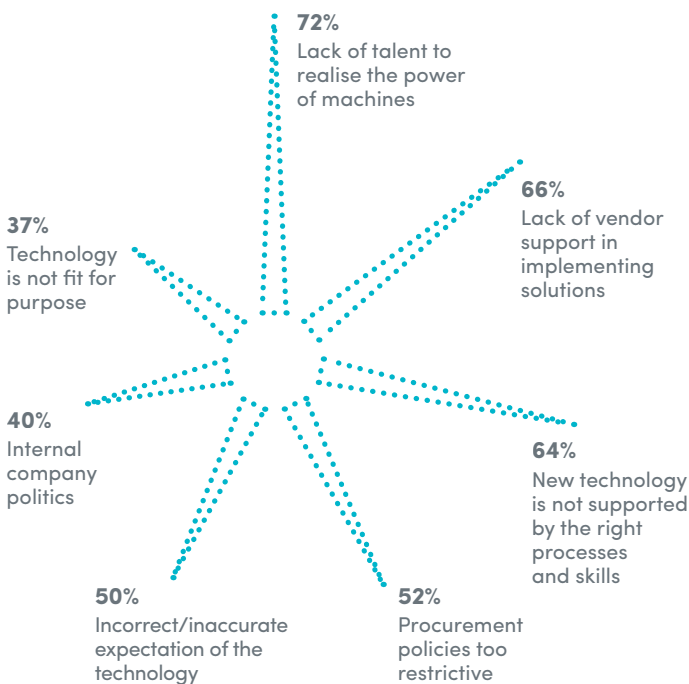 72%
Lack of talent to
realise the power
of machines
66%
Lack of vendor
support in
implementing
solutions
64%
New technology
is not supported
by the right
processes
and skills
52%
Procurement
policies too
restrictive
50%
Incorrect/inaccurate
expectation of the
technology
40%
Internal
company
politics
37%
Technology
is not fit for
purpose